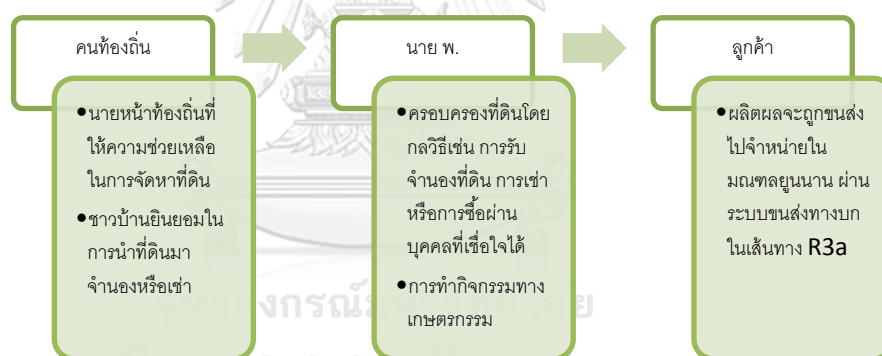 คนท้องถิ่น
•นายหน้าท้องถิ่นที่
ให้ความช่วยเหลือ
ในการจัดหาที่ดิน
•ชาวบ้านยินยอมใน
การนำที่ดินมา
จำนองหรือเช่า
นาย พ.
•ครอบครองที่ดินโดย
กลวิธีเช่น การรับ
จำนองที่ดิน การเช่า
หรือการซื้อผ่าน
บุคคลที่เชื่อใจได้
•การทำกิจกรรมทาง
เกษตรกรรม
ลูกค้า
•ผลิตผลจะถูกขนส่ง
ไปจำหน่ายใน
มณฑลยูนนาน ผ่าน
ระบบขนส่งทางบก
ในเส้นทาง R3a